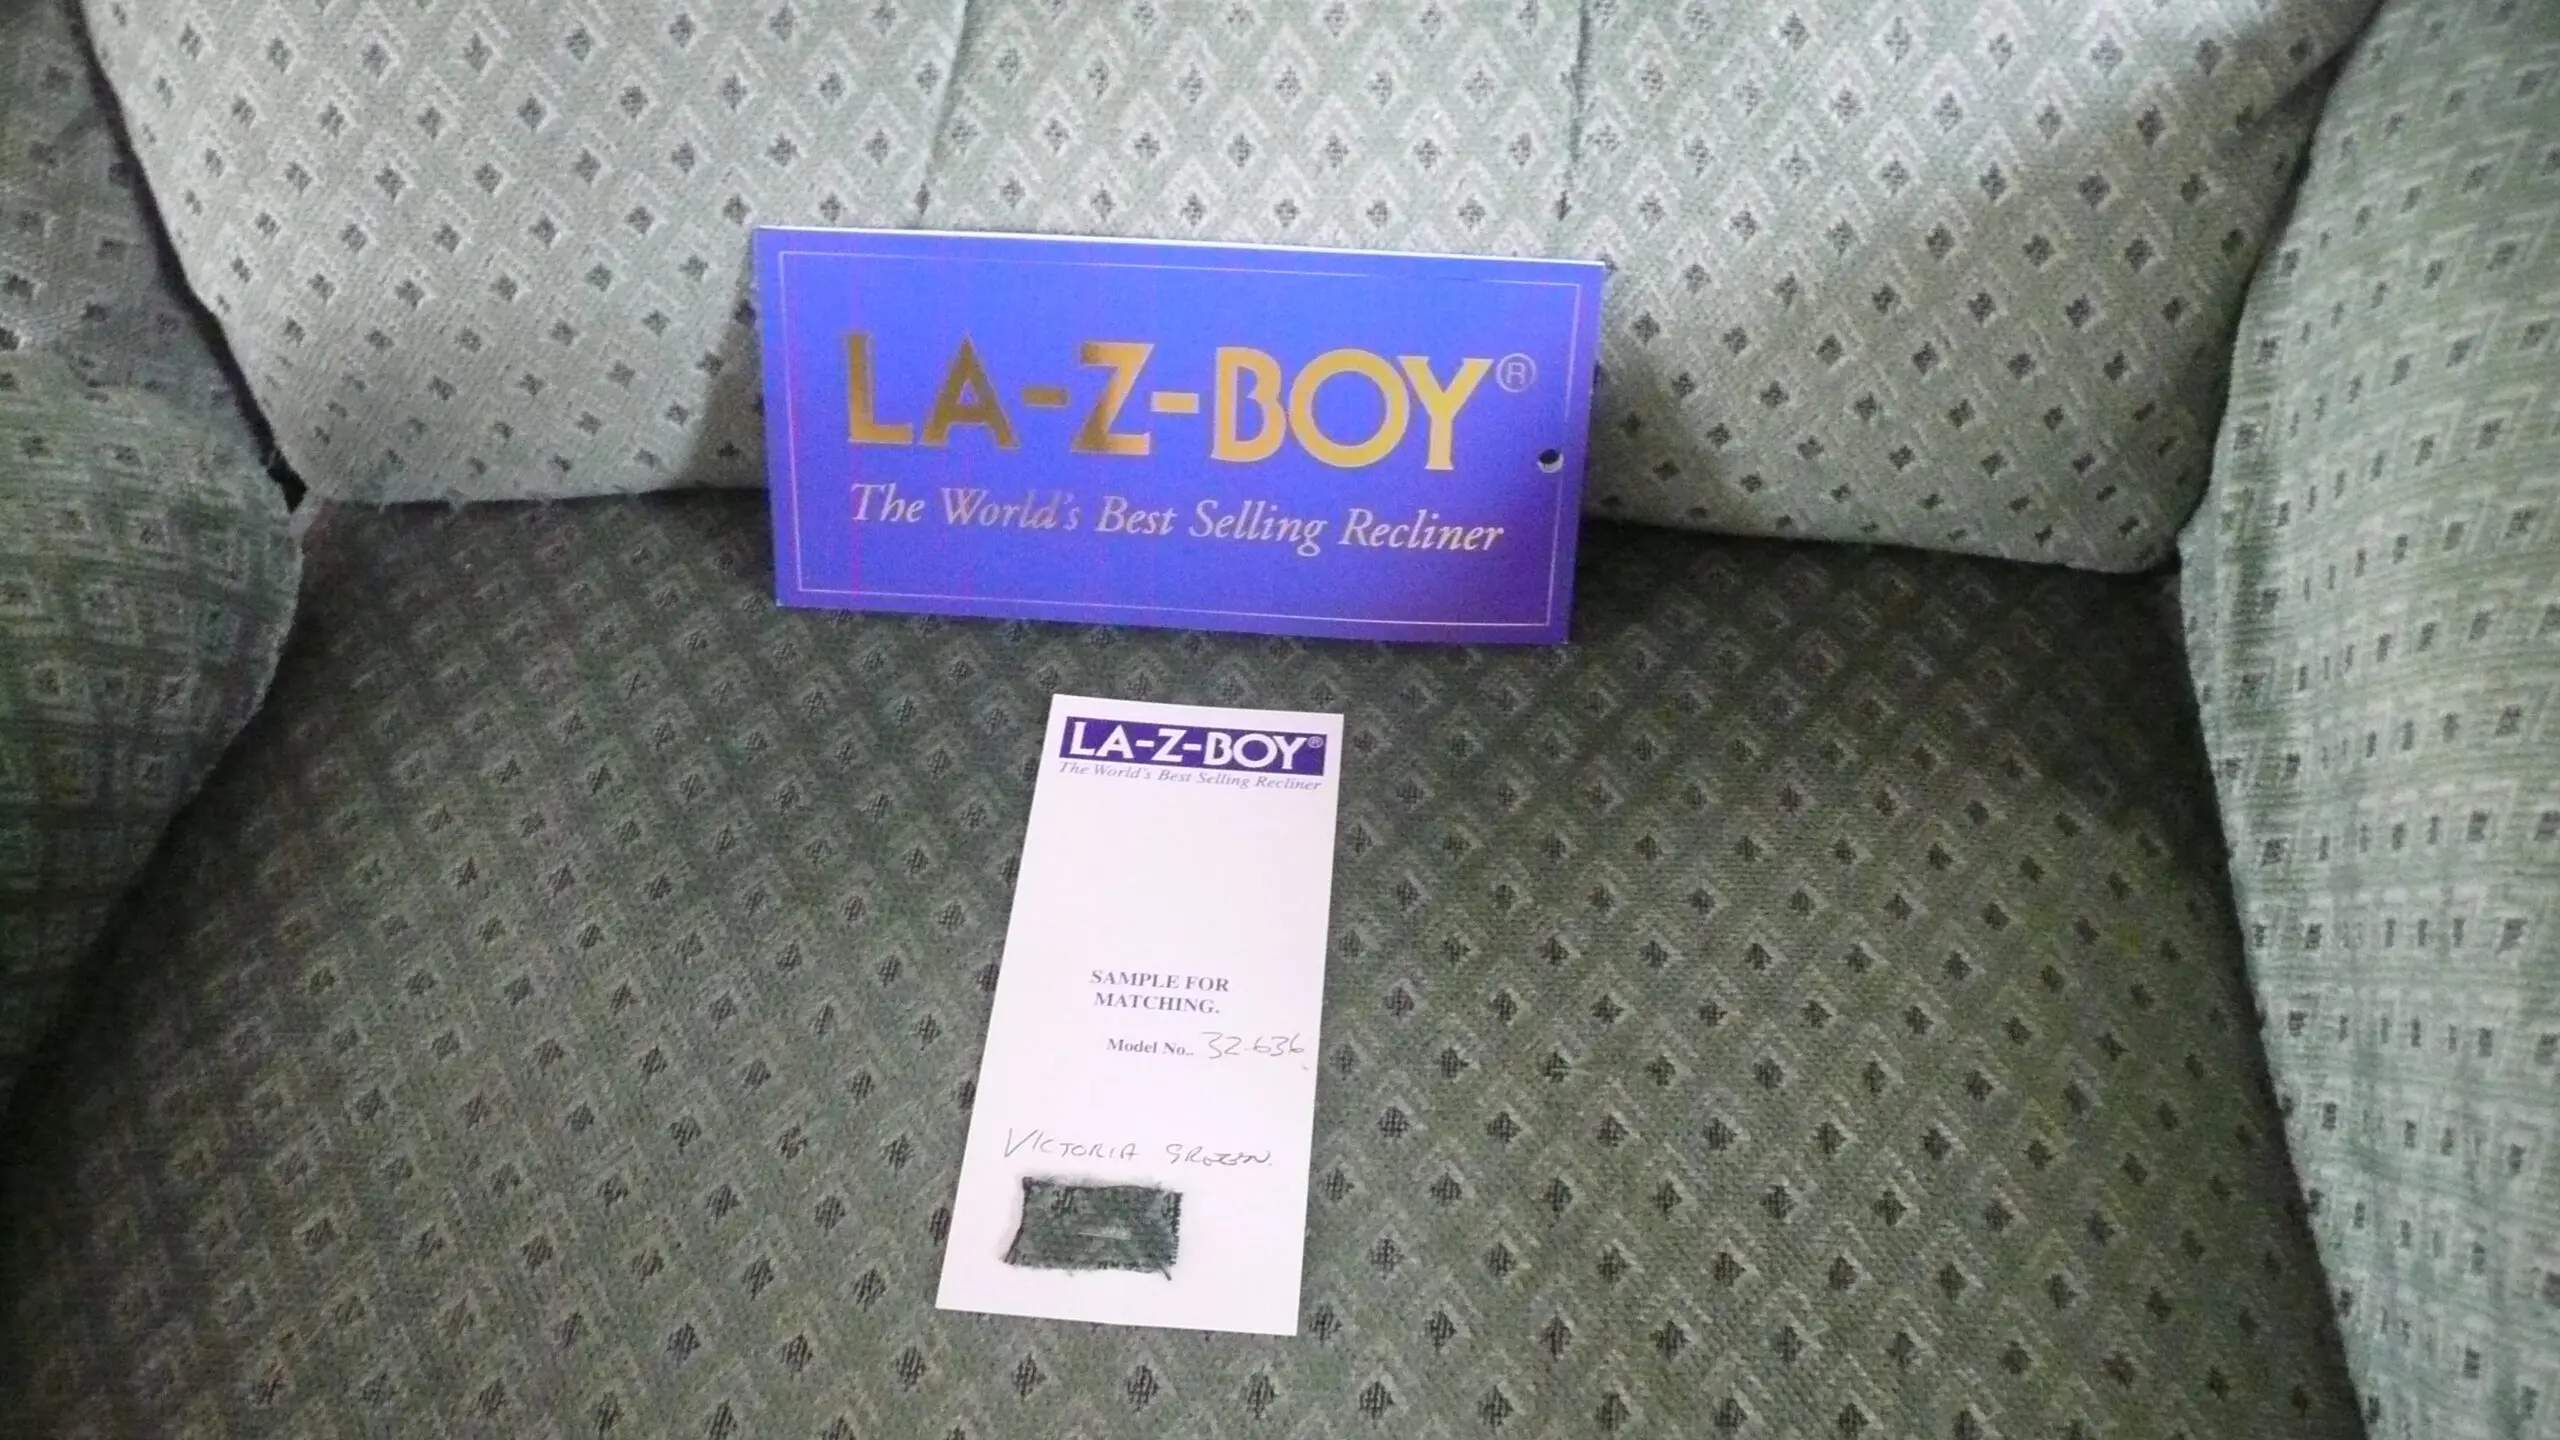 LA-Z-BOY®
The World's Best Selling Recliner
LA-Z-BOY®
The World's Best Selling Recliner
SAMPLE FOR
MATCHING.
Model No.. 32-636
VICTORIA GREEN.